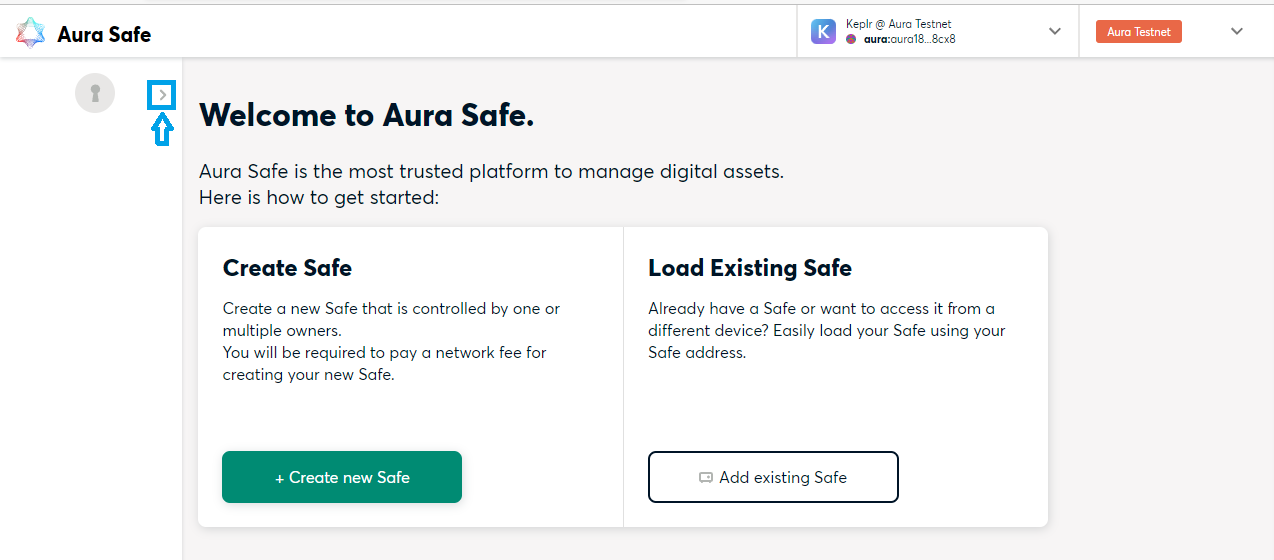 Aura Safe
K
Keplr @ Aura Testnet
aura:aura18...8cx8
Aura Testnet
Welcome to Aura Safe.
Aura Safe is the most trusted platform to manage digital assets.
Here is how to get started:
Create Safe
Create a new Safe that is controlled by one or
multiple owners.
You will be required to pay a network fee for
creating your new Safe.
+ Create new Safe
Load Existing Safe
Already have a Safe or want to access it from a
different device? Easily load your Safe using your
Safe address.
Add existing Safe